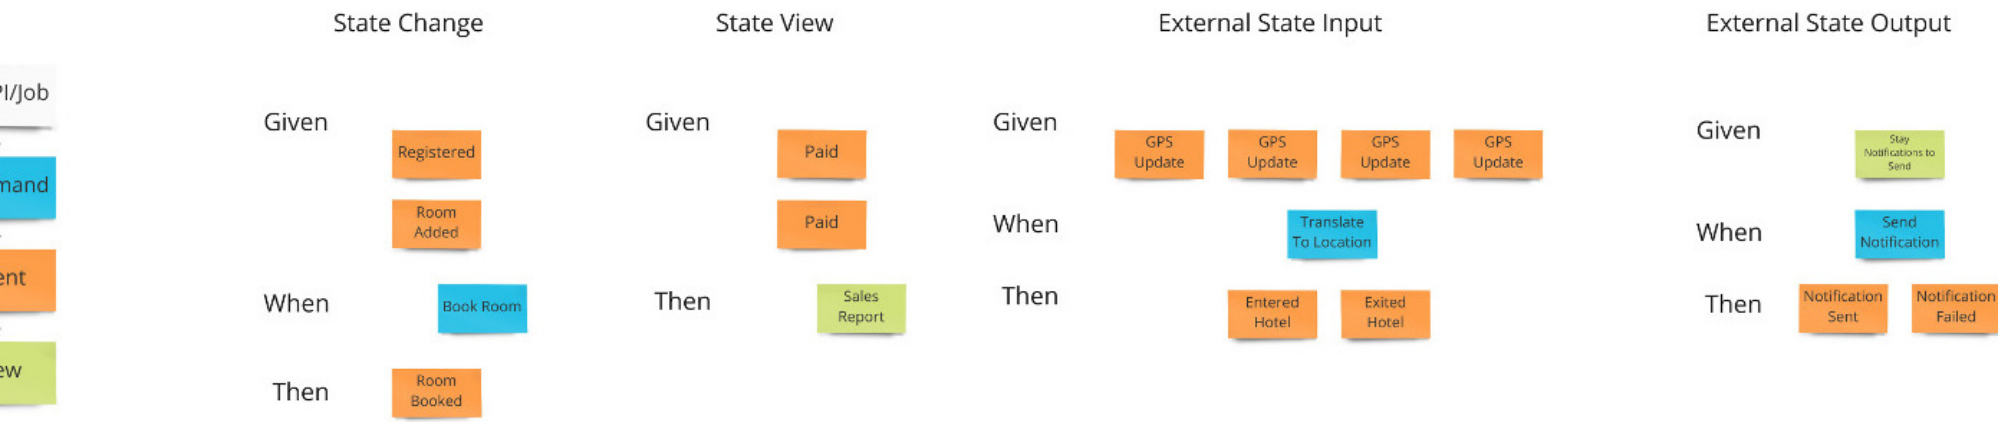 State Change
State View
External State Input
External State Output
PI/Job
mand
ent
ew
Given
Registered
Room
Added
When
Book Room
Then
Room
Booked
Given
Paid
Paid
Then
Sales
Report
Given
GPS
Update
GPS
Update
GPS
Update
GPS
Update
When
Translate
To Location
Then
Entered
Hotel
Exited
Hotel
Given
Stay
Notifications to
Send
When
Send
Notification
Then
Notification
Sent
Notification
Failed